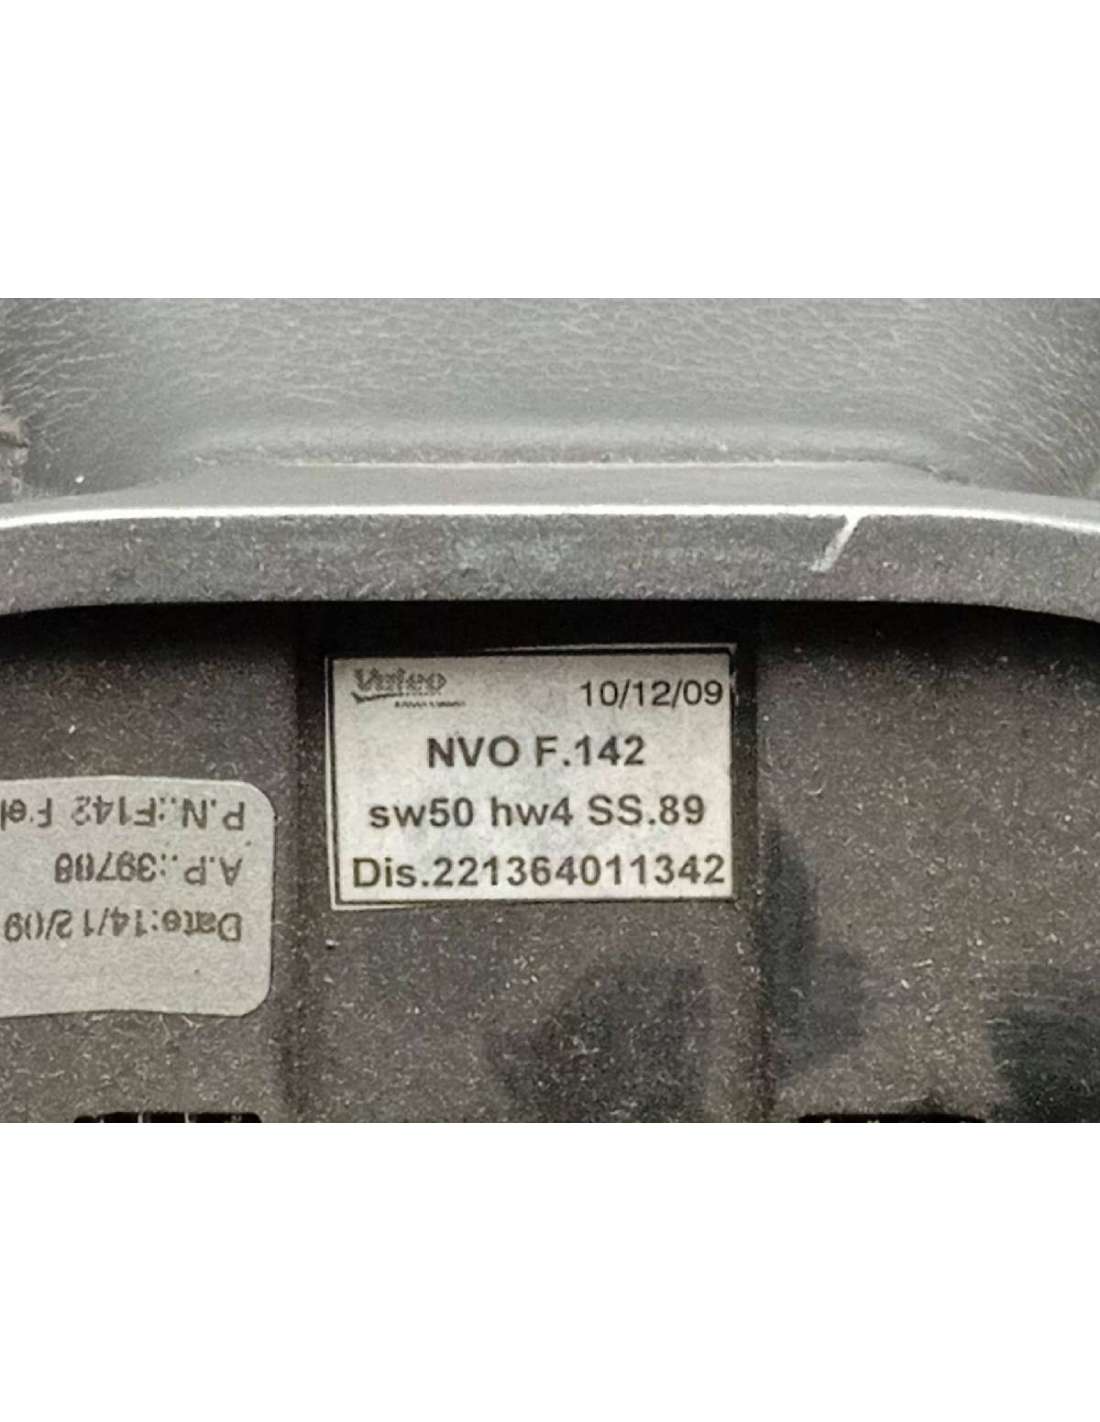 Valeo
10/12/09
NVO F.142
sw50 hw4 SS.89
Dis.221364011342
P.N.:F142
A.P.:39788
Date:14/12/09